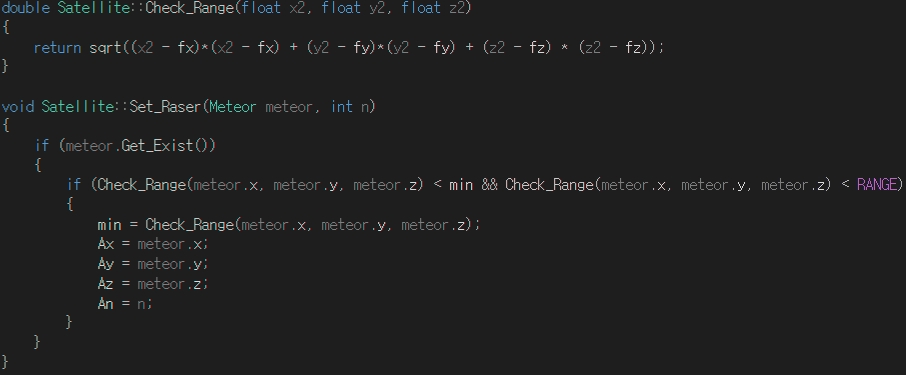 double Satellite::Check_Range(float x2, float y2, float z2)
{
    return sqrt((x2 - fx)*(x2 - fx) + (y2 - fy)*(y2 - fy) + (z2 - fz) * (z2 - fz));
}

void Satellite::Set_Raser(Meteor meteor, int n)
{
    if (meteor.Get_Exist())
    {
        if (Check_Range(meteor.x, meteor.y, meteor.z) < min && Check_Range(meteor.x, meteor.y, meteor.z) < RANGE)
        {
            min = Check_Range(meteor.x, meteor.y, meteor.z);
            Ax = meteor.x;
            Ay = meteor.y;
            Az = meteor.z;
            An = n;
        }
    }
}